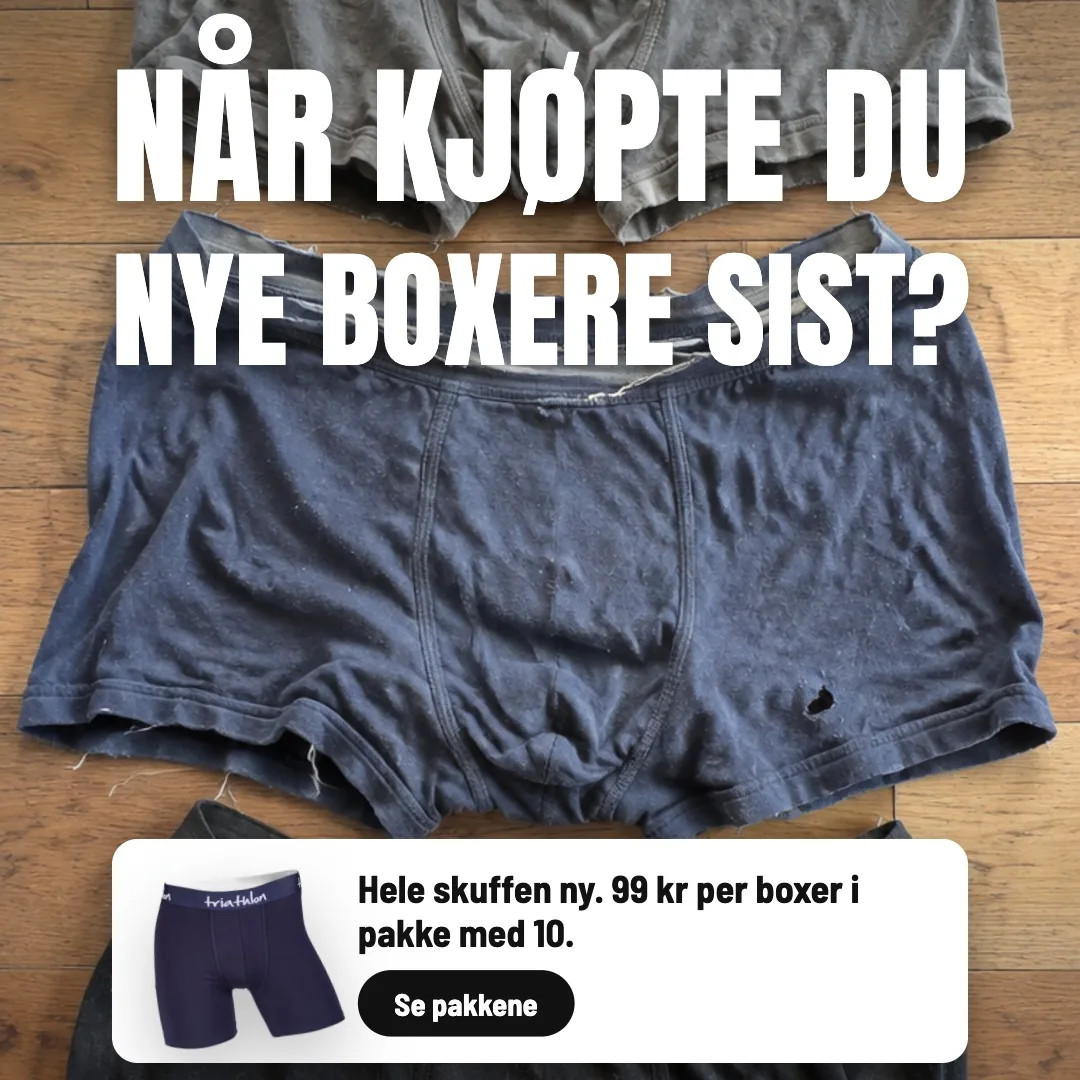 NÅR KJØPTE DU
NYE BOXERE SIST?
triathlon
Hele skuffen ny. 99 kr per boxer i
pakke med 10.
Se pakkene